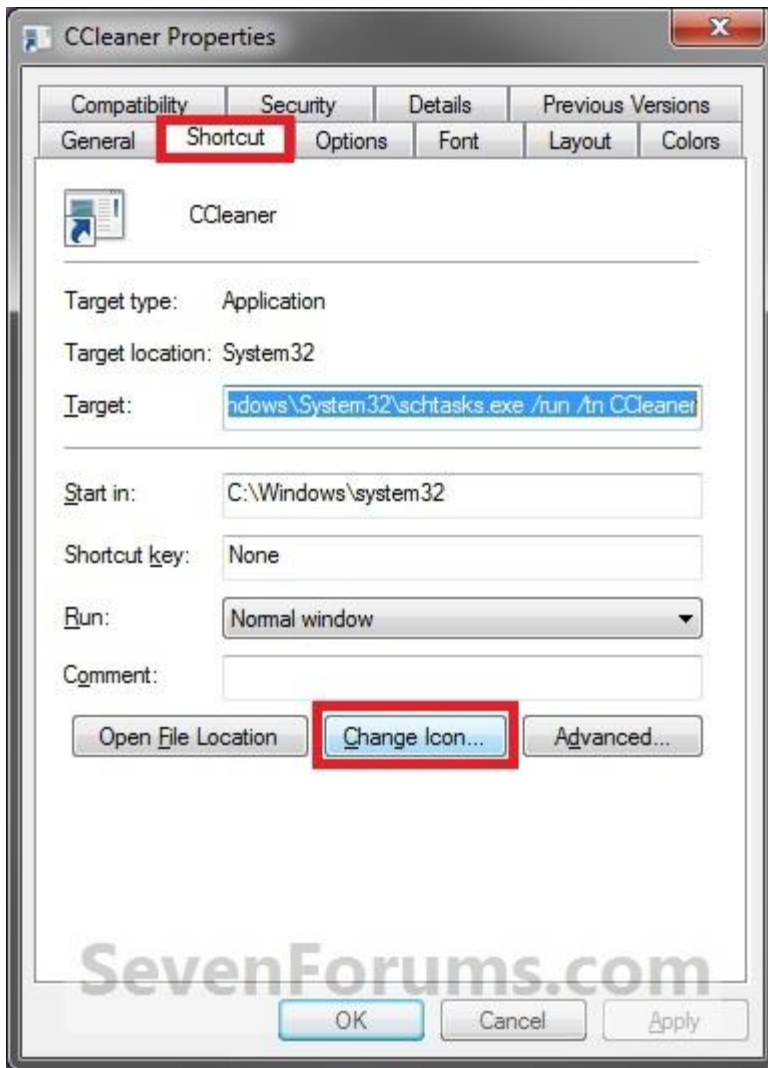 CCleaner Properties
Compatibility Security Details Previous Versions
General Shortcut Options Font Layout Colors
CCleaner
Target type: Application
Target location: System32
Target: ndows\System32\schtasks.exe /run /tn CCleaner
Start in: C:\Windows\system32
Shortcut key: None
Run: Normal window
Comment:
Open File Location Change Icon... Advanced...
SevenForums.com
OK Cancel Apply